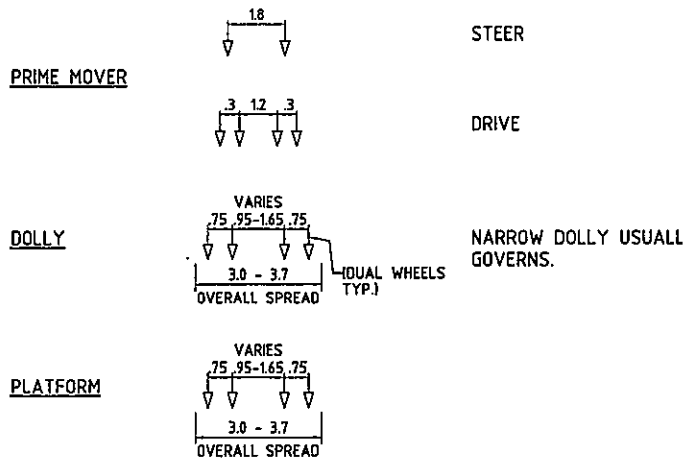 1.8
STEER
PRIME MOVER
.3 1.2 .3
DRIVE
VARIES
.75 .95-1.65 .75
DOLLY
NARROW DOLLY USUALL
GOVERNS.
(DUAL WHEELS
TYP.)
3.0 - 3.7
OVERALL SPREAD
VARIES
.75 .95-1.65 .75
PLATFORM
3.0 - 3.7
OVERALL SPREAD